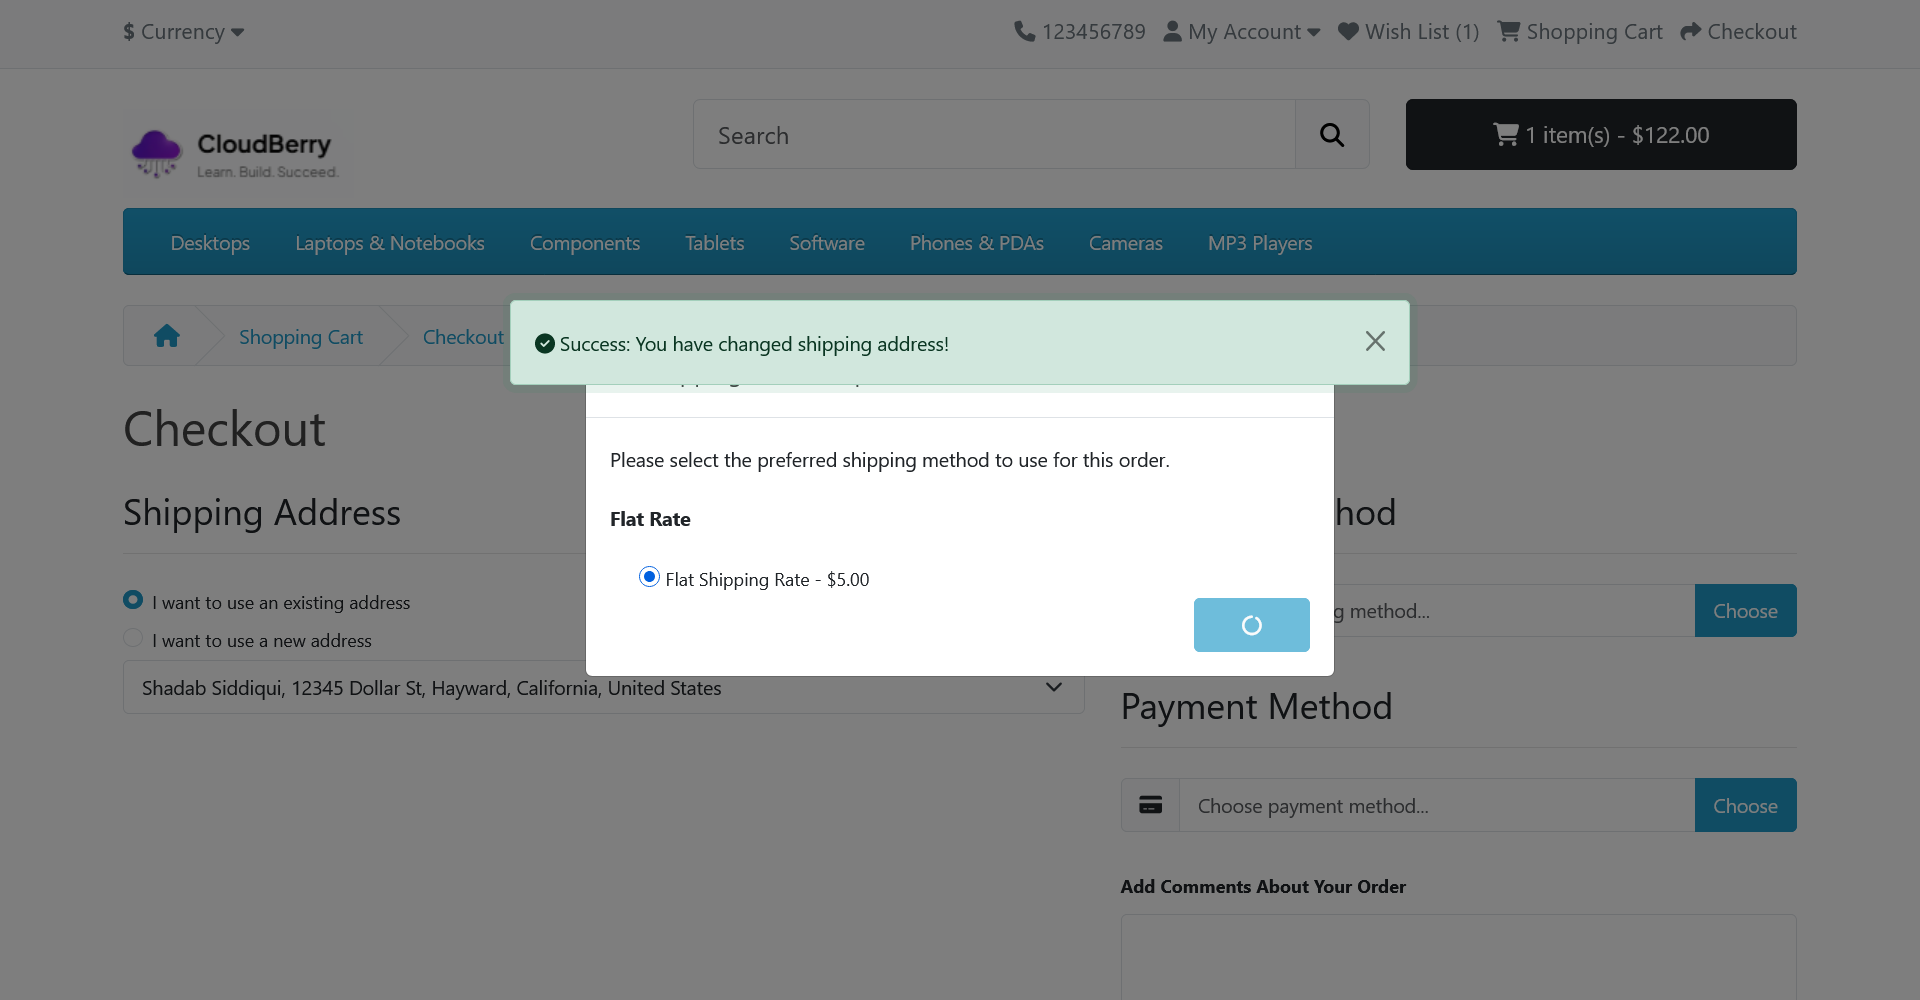 $ Currency
123456789 My Account Wish List (1) Shopping Cart Checkout
CloudBerry
Learn. Build. Succeed.
Search
1 item(s) - $122.00
Desktops Laptops & Notebooks Components Tablets Software Phones & PDAs Cameras MP3 Players
Shopping Cart Checkout
Success: You have changed shipping address!
Checkout
Please select the preferred shipping method to use for this order.
Flat Rate
Flat Shipping Rate - $5.00
Shipping Address
I want to use an existing address
I want to use a new address
Shadab Siddiqui, 12345 Dollar St, Hayward, California, United States
method... Choose
Payment Method
Choose payment method... Choose
Add Comments About Your Order